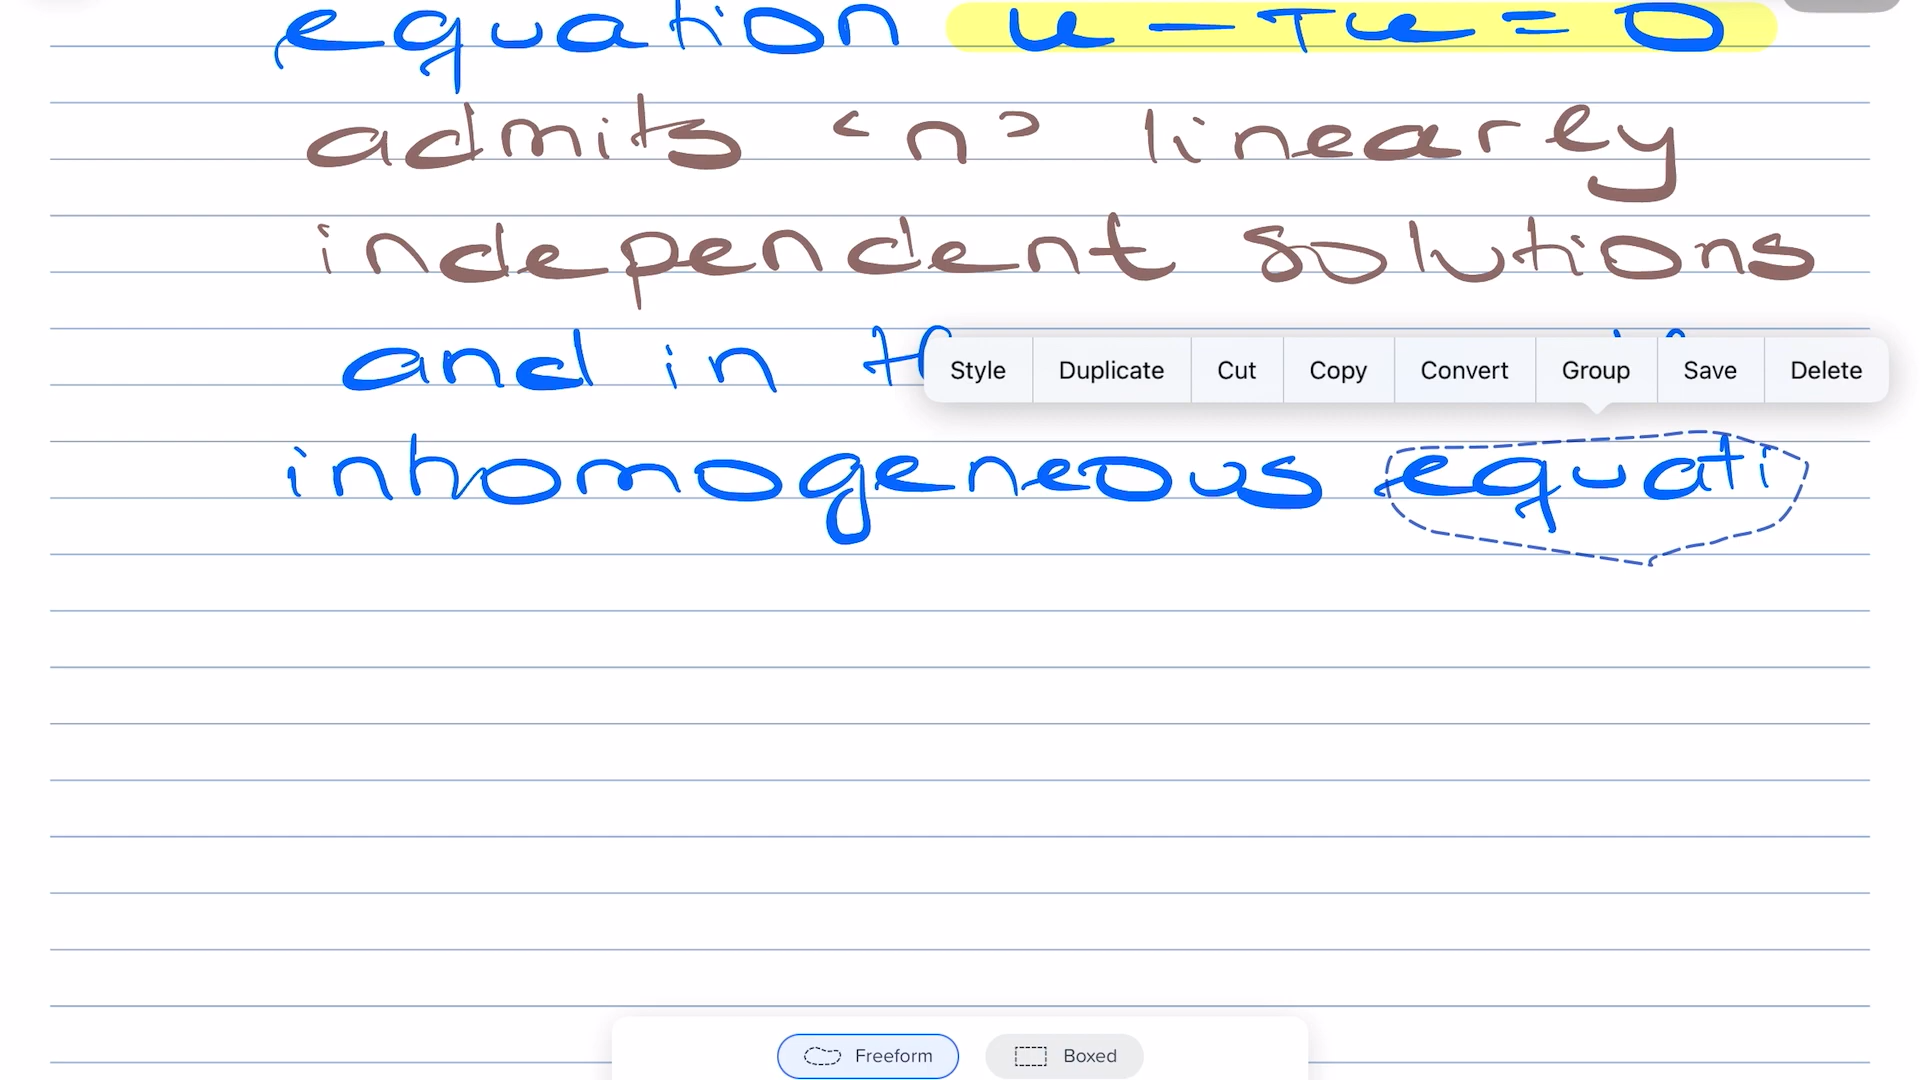 equation u - Tu = 0
admits 'n' linearly
independent solutions
and in
Style Duplicate Cut Copy Convert Group Save Delete
inhomogeneous equati
Freeform Boxed